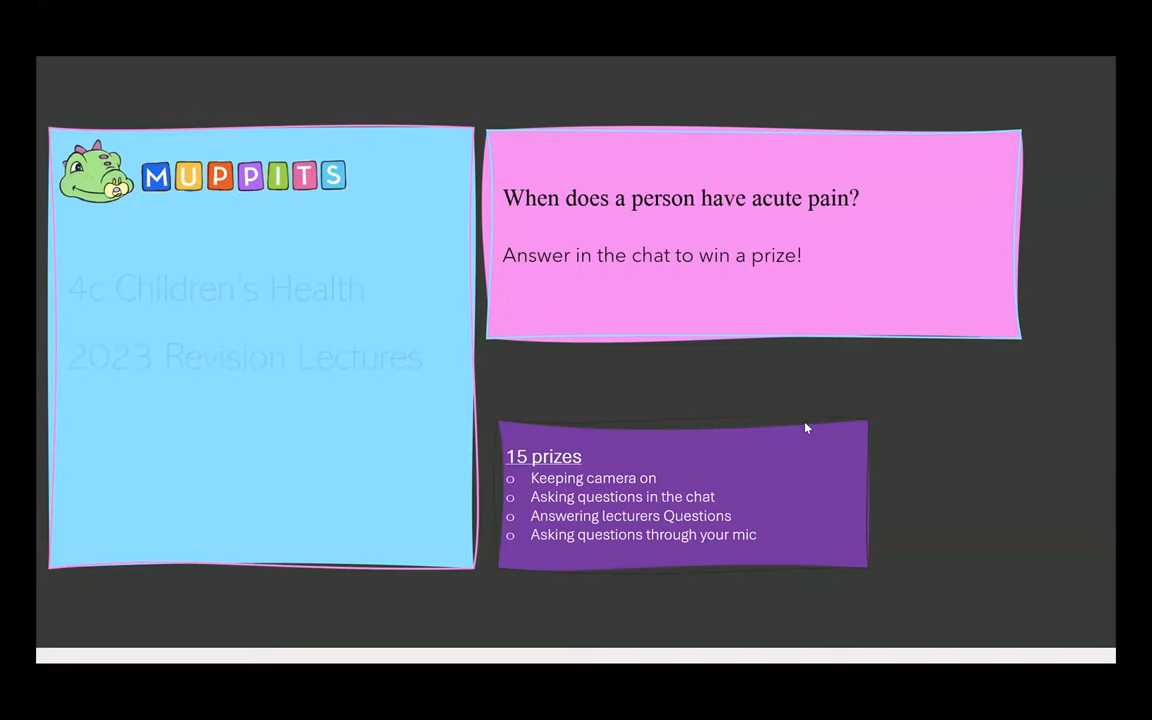 MUPPITS
4c Children's Health
2023 Revision Lectures
When does a person have acute pain?
Answer in the chat to win a prize!
15 prizes
o Keeping camera on
o Asking questions in the chat
o Answering lecturers Questions
o Asking questions through your mic